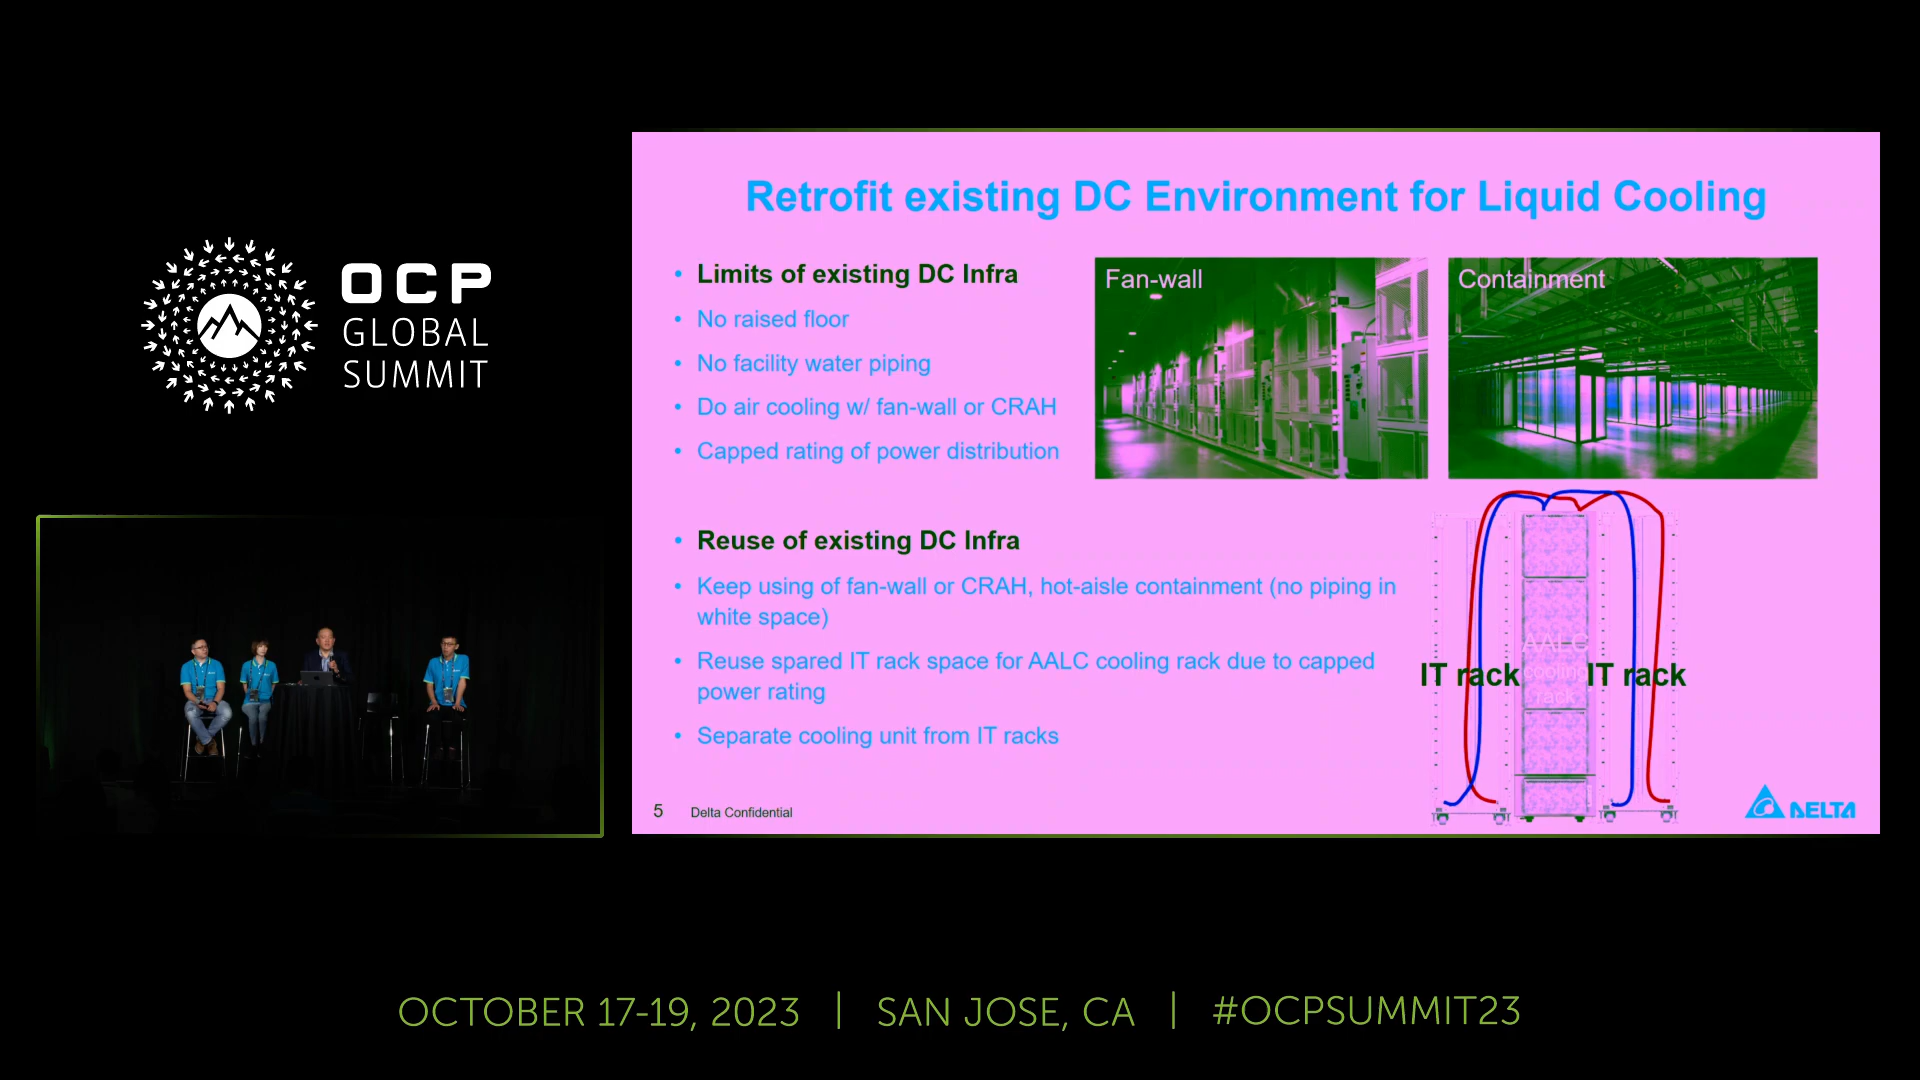 OCP
GLOBAL
SUMMIT
Retrofit existing DC Environment for Liquid Cooling
• Limits of existing DC Infra
• No raised floor
• No facility water piping
• Do air cooling w/ fan-wall or CRAH
• Capped rating of power distribution
Fan-wall
Containment
• Reuse of existing DC Infra
• Keep using of fan-wall or CRAH, hot-aisle containment (no piping in
white space)
• Reuse spared IT rack space for AALC cooling rack due to capped
power rating
• Separate cooling unit from IT racks
IT rack
AALC
cooling
rack
IT rack
5
Delta Confidential
DELTA
OCTOBER 17-19, 2023 | SAN JOSE, CA | #OCPSUMMIT23